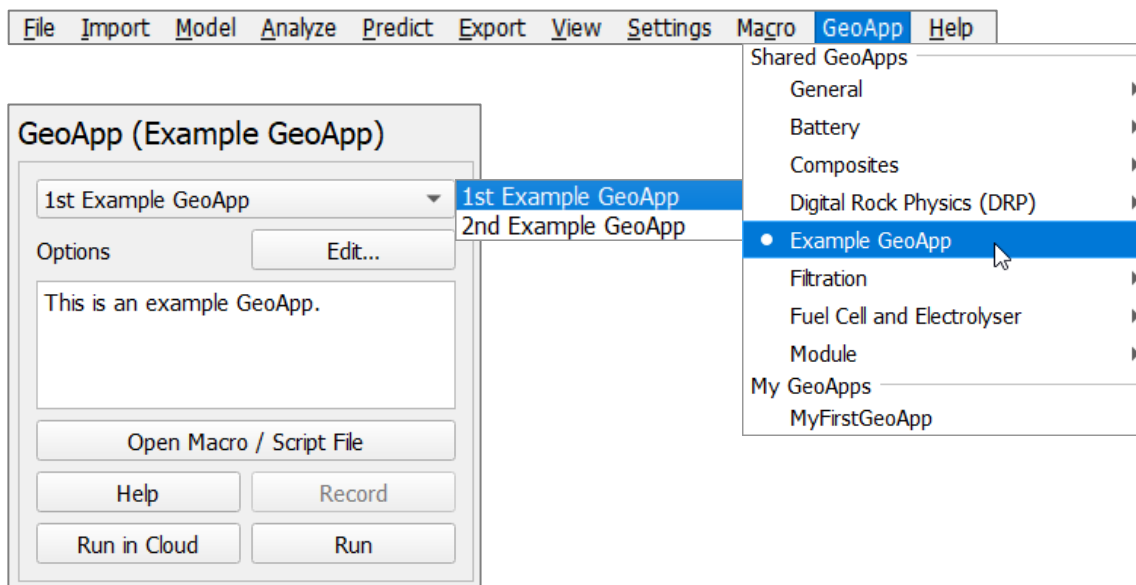 File Import Model Analyze Predict Export View Settings Macro GeoApp Help
Shared GeoApps
General
Battery
Composites
Digital Rock Physics (DRP)
Example GeoApp
Filtration
Fuel Cell and Electrolyser
Module
My GeoApps
MyFirstGeoApp
GeoApp (Example GeoApp)
1st Example GeoApp
1st Example GeoApp
2nd Example GeoApp
Options Edit...
This is an example GeoApp.
Open Macro / Script File
Help Record
Run in Cloud Run